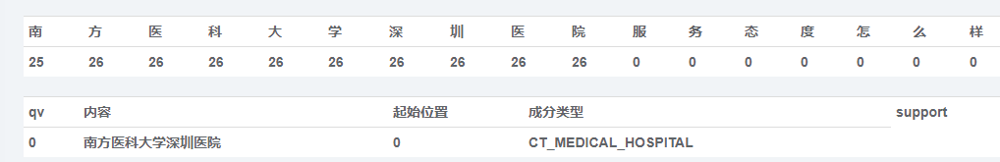 南 方 医 科 大 学 深 圳 医 院 服 务 态 度 怎 么 样
25 26 26 26 26 26 26 26 26 26 0 0 0 0 0 0 0
qv 内容 起始位置 成分类型 support
0 南方医科大学深圳医院 0 CT_MEDICAL_HOSPITAL